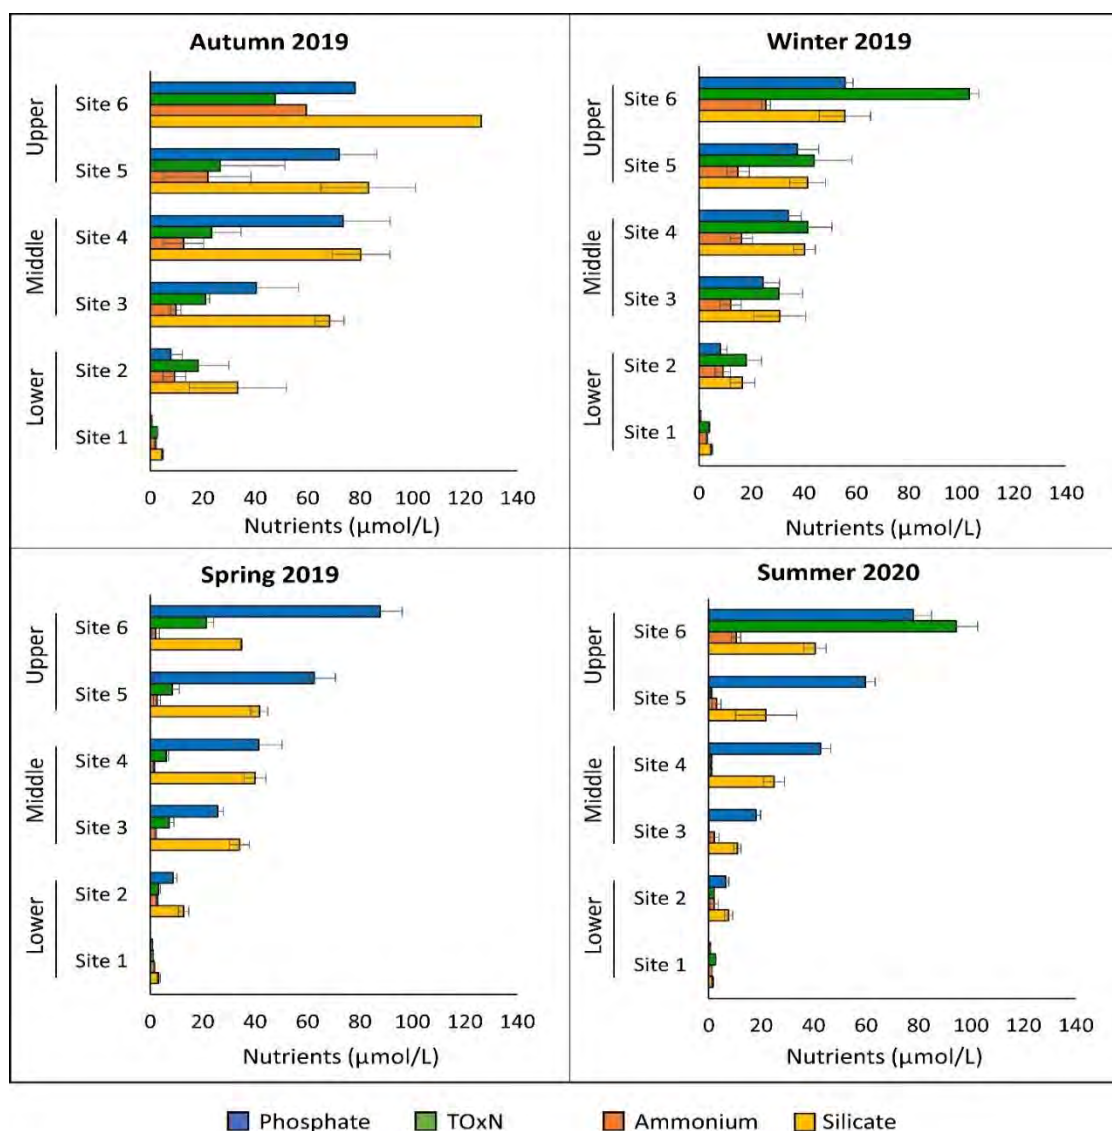 Autumn 2019
Upper
Site 6
Site 5
Middle
Site 4
Site 3
Lower
Site 2
Site 1
0 20 40 60 80 100 120 140
Nutrients (µmol/L)
Winter 2019
Upper
Site 6
Site 5
Middle
Site 4
Site 3
Lower
Site 2
Site 1
0 20 40 60 80 100 120 140
Nutrients (µmol/L)
Spring 2019
Upper
Site 6
Site 5
Middle
Site 4
Site 3
Lower
Site 2
Site 1
0 20 40 60 80 100 120 140
Nutrients (µmol/L)
Summer 2020
Upper
Site 6
Site 5
Middle
Site 4
Site 3
Lower
Site 2
Site 1
0 20 40 60 80 100 120 140
Nutrients (µmol/L)
Phosphate TOxN Ammonium Silicate